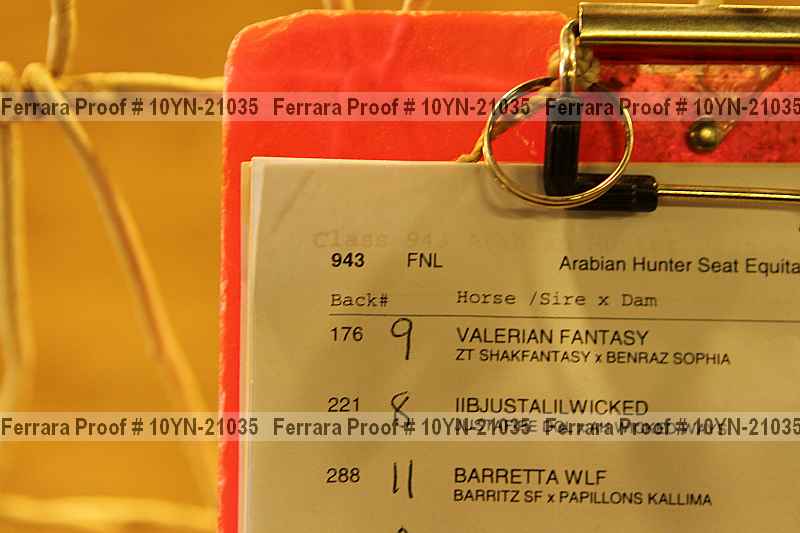 Ferrara Proof # 10YN-21035 Ferrara Proof # 10YN-21035 Ferrara Proof # 10YN-21035
Class 943
943 FNL Arabian Hunter Seat Equita
Back# Horse /Sire x Dam
176 9 VALERIAN FANTASY
ZT SHAKFANTASY x BENRAZ SOPHIA
221 8 IIBJUSTALILWICKED
Ferrara Proof # 10YN-21035 Ferrara Proof # 10YN-21035 Ferrara Proof # 10YN-21035
288 11 BARRETTA WLF
BARRITZ SF x PAPILLONS KALLIMA